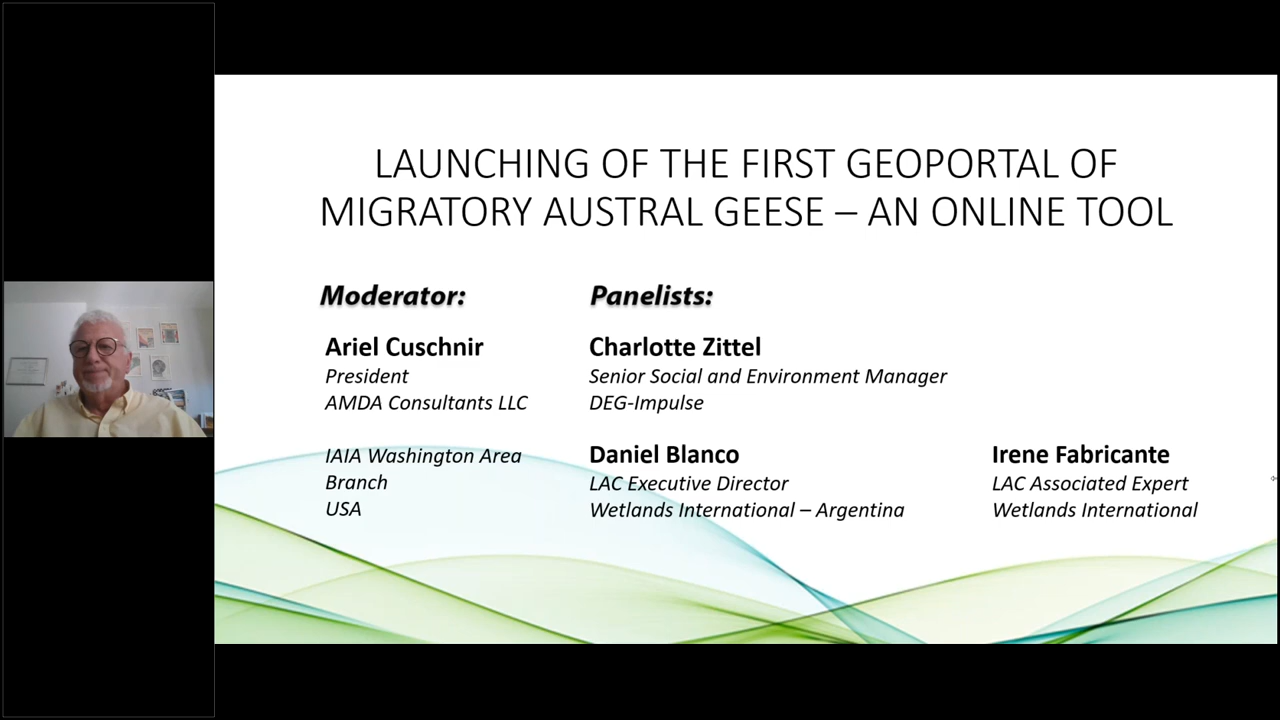 LAUNCHING OF THE FIRST GEOPORTAL OF
MIGRATORY AUSTRAL GEESE – AN ONLINE TOOL
Moderator:
Ariel Cuschnir
President
AMDA Consultants LLC
IAIA Washington Area
Branch
USA
Panelists:
Charlotte Zittel
Senior Social and Environment Manager
DEG-Impulse
Daniel Blanco
LAC Executive Director
Wetlands International – Argentina
Irene Fabricante
LAC Associated Expert
Wetlands International